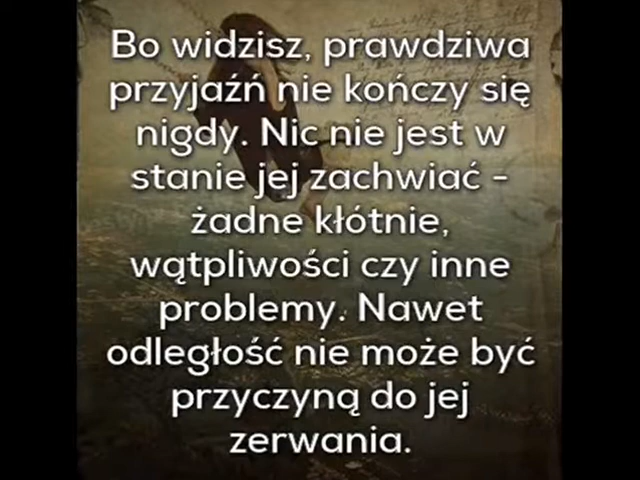 Bo widzisz, prawdziwa
przyjaźń nie kończy się
nigdy. Nic nie jest w
stanie jej zachwiać -
żadne kłótnie,
wątpliwości czy inne
problemy. Nawet
odległość nie może być
przyczyną do jej
zerwania.